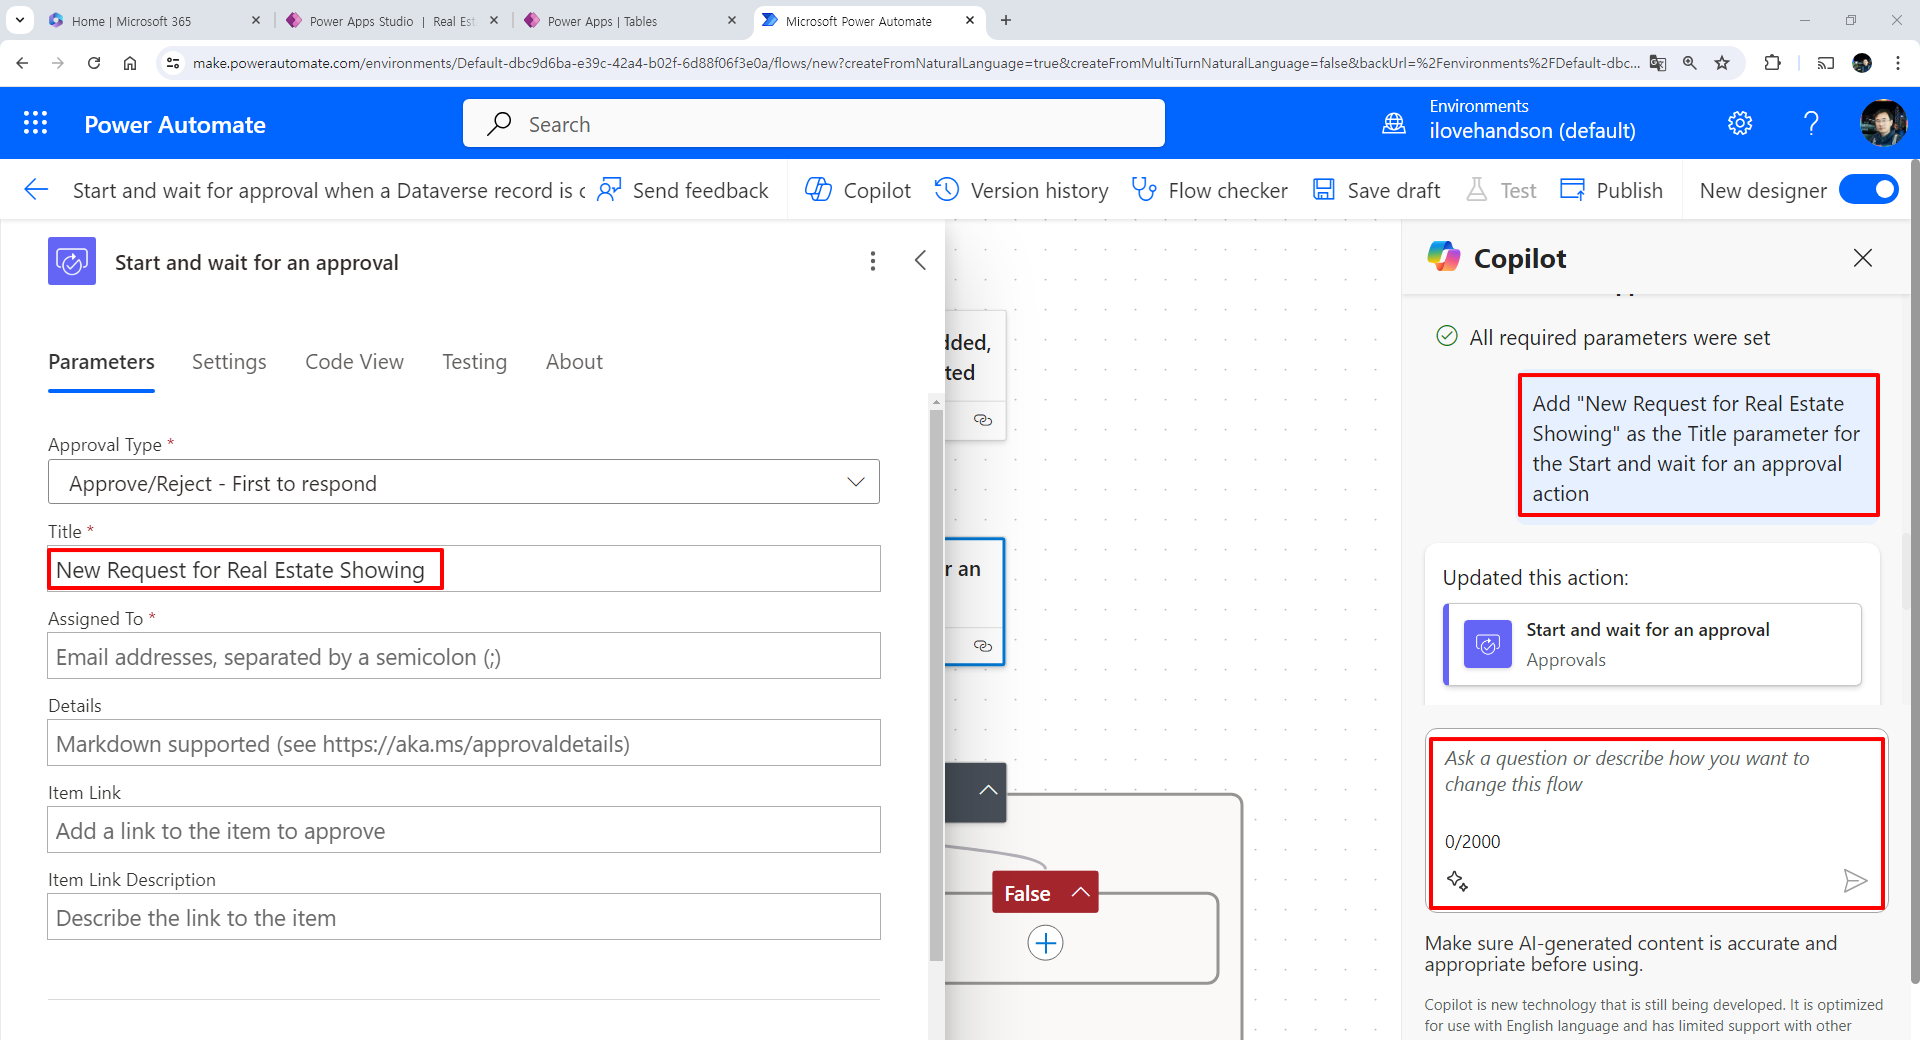 Home | Microsoft 365
Power Apps Studio | Real Est
Power Apps | Tables
Microsoft Power Automate
make.powerautomate.com/environments/Default-dbc9d6ba-e39c-42a4-b02f-6d88f06f3e0a/flows/new?createFromNaturalLanguage=true&createFromMultiTurnNaturalLanguage=false&backUrl=%2Fenvironments%2FDefault-dbc...
Power Automate
Search
Environments
ilovehandson (default)
Start and wait for approval when a Dataverse record is c
Send feedback
Copilot
Version history
Flow checker
Save draft
Test
Publish
New designer
Start and wait for an approval
Parameters
Settings
Code View
Testing
About
Approval Type *
Approve/Reject - First to respond
Title *
New Request for Real Estate Showing
Assigned To *
Email addresses, separated by a semicolon (;)
Details
Markdown supported (see https://aka.ms/approvaldetails)
Item Link
Add a link to the item to approve
Item Link Description
Describe the link to the item
dded,
ted
r an
False
Copilot
All required parameters were set
Add "New Request for Real Estate
Showing" as the Title parameter for
the Start and wait for an approval
action
Updated this action:
Start and wait for an approval
Approvals
Ask a question or describe how you want to
change this flow
0/2000
Make sure AI-generated content is accurate and
appropriate before using.
Copilot is new technology that is still being developed. It is optimized
for use with English language and has limited support with other